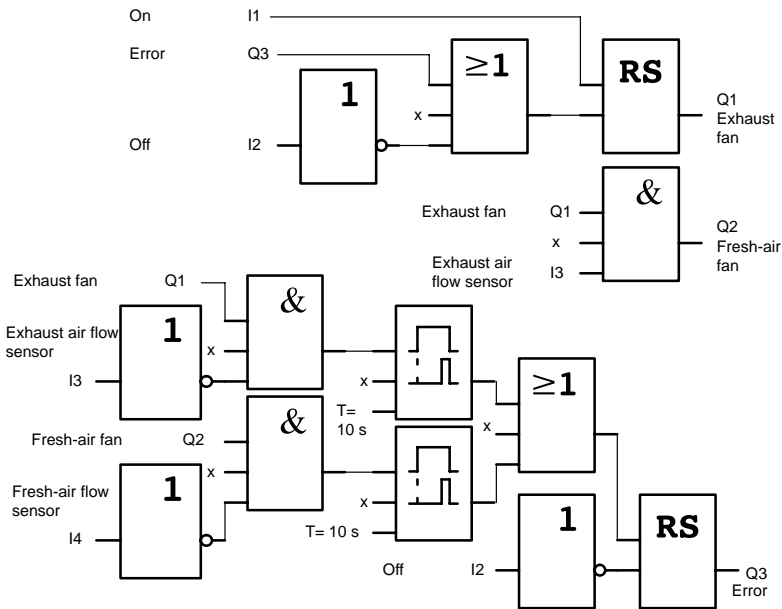 On I1
Error Q3
Off I2
1
x
≥1
RS
Q1
Exhaust
fan
Exhaust fan Q1
x
Exhaust air
flow sensor I3
&
Q2
Fresh-air
fan
Exhaust fan Q1
Exhaust air flow
sensor
I3
1
x
&
x
T=
10 s
Fresh-air fan Q2
Fresh-air flow
sensor
I4
1
x
&
x
T= 10 s
x
≥1
Off I2
1
RS
Q3
Error